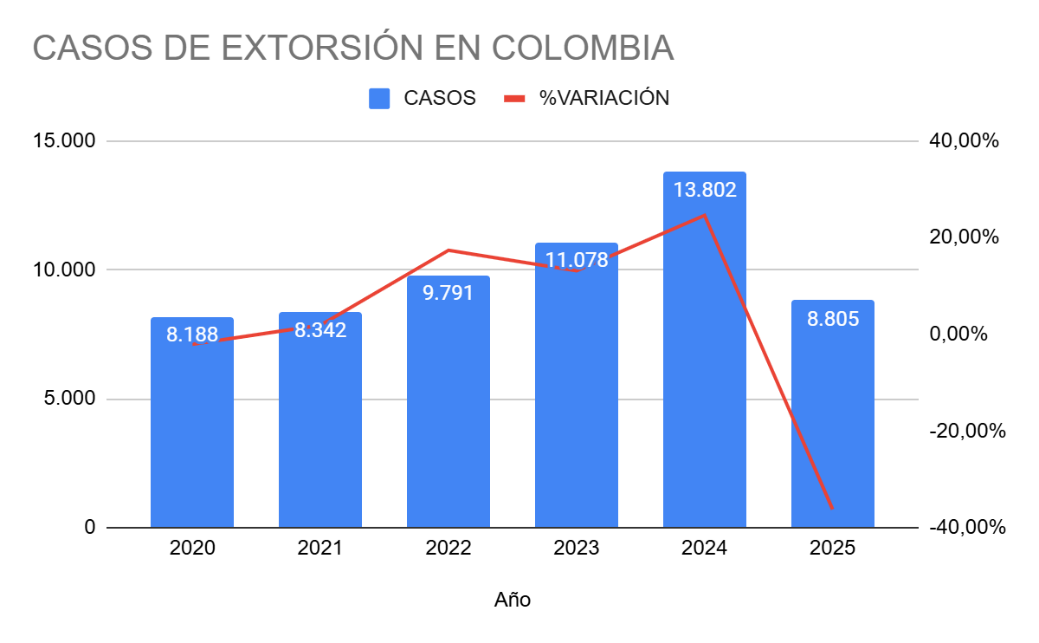 CASOS DE EXTORSIÓN EN COLOMBIA
CASOS %VARIACIÓN
15.000 40,00%
13.802
20,00%
11.078
10.000
9.791
8.805
8.188 8.342 0,00%
5.000
-20,00%
0 -40,00%
2020 2021 2022 2023 2024 2025
Año